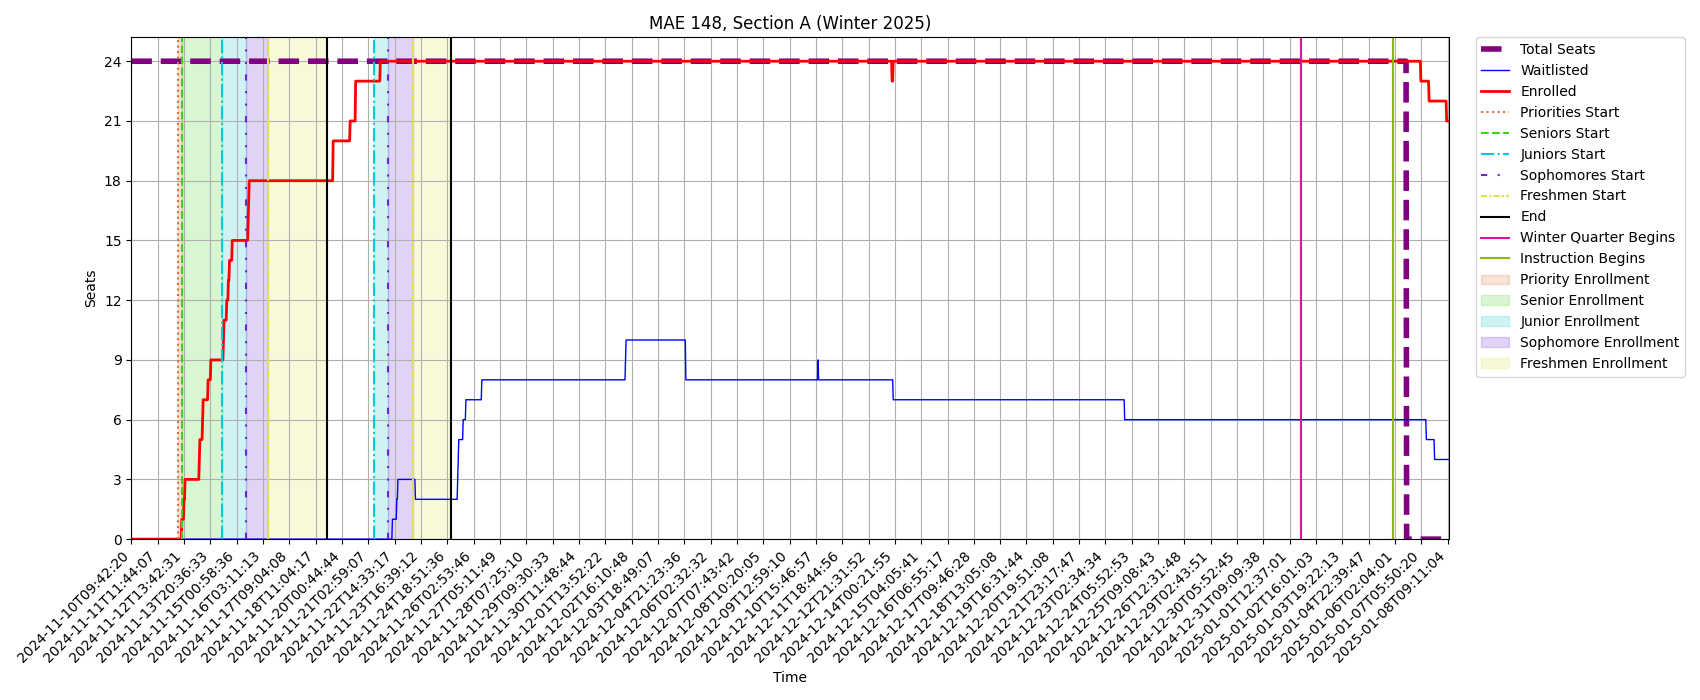 MAE 148, Section A (Winter 2025)
Seats
24
21
18
15
12
9
6
3
0
2024-11-10T09:42:20
2024-11-11T11:44:07
2024-11-12T13:42:31
2024-11-13T20:36:33
2024-11-15T00:58:36
2024-11-16T03:11:13
2024-11-17T09:04:09
2024-11-18T11:04:17
2024-11-20T00:44:44
2024-11-21T02:59:07
2024-11-22T14:33:17
2024-11-23T16:39:12
2024-11-24T18:51:36
2024-11-26T02:53:46
2024-11-27T05:11:49
2024-11-28T07:25:10
2024-11-29T09:30:33
2024-11-30T11:48:44
2024-12-01T13:52:22
2024-12-02T16:10:48
2024-12-03T18:49:07
2024-12-04T21:23:36
2024-12-06T02:32:32
2024-12-07T07:43:42
2024-12-08T10:20:05
2024-12-09T12:59:10
2024-12-10T15:46:57
2024-12-11T18:44:56
2024-12-12T21:31:52
2024-12-14T00:21:55
2024-12-15T04:05:41
2024-12-16T06:55:17
2024-12-17T09:46:28
2024-12-18T13:05:08
2024-12-19T16:31:44
2024-12-20T19:51:08
2024-12-21T23:17:47
2024-12-23T02:34:34
2024-12-24T05:52:53
2024-12-25T09:08:43
2024-12-26T12:31:48
2024-12-29T02:43:51
2024-12-30T05:52:45
2024-12-31T09:09:38
2025-01-01T12:37:01
2025-01-02T16:01:03
2025-01-03T19:22:13
2025-01-04T22:39:47
2025-01-06T02:04:01
2025-01-07T05:50:20
2025-01-08T09:11:04
Time
Total Seats
Waitlisted
Enrolled
Priorities Start
Seniors Start
Juniors Start
Sophomores Start
Freshmen Start
End
Winter Quarter Begins
Instruction Begins
Priority Enrollment
Senior Enrollment
Junior Enrollment
Sophomore Enrollment
Freshmen Enrollment